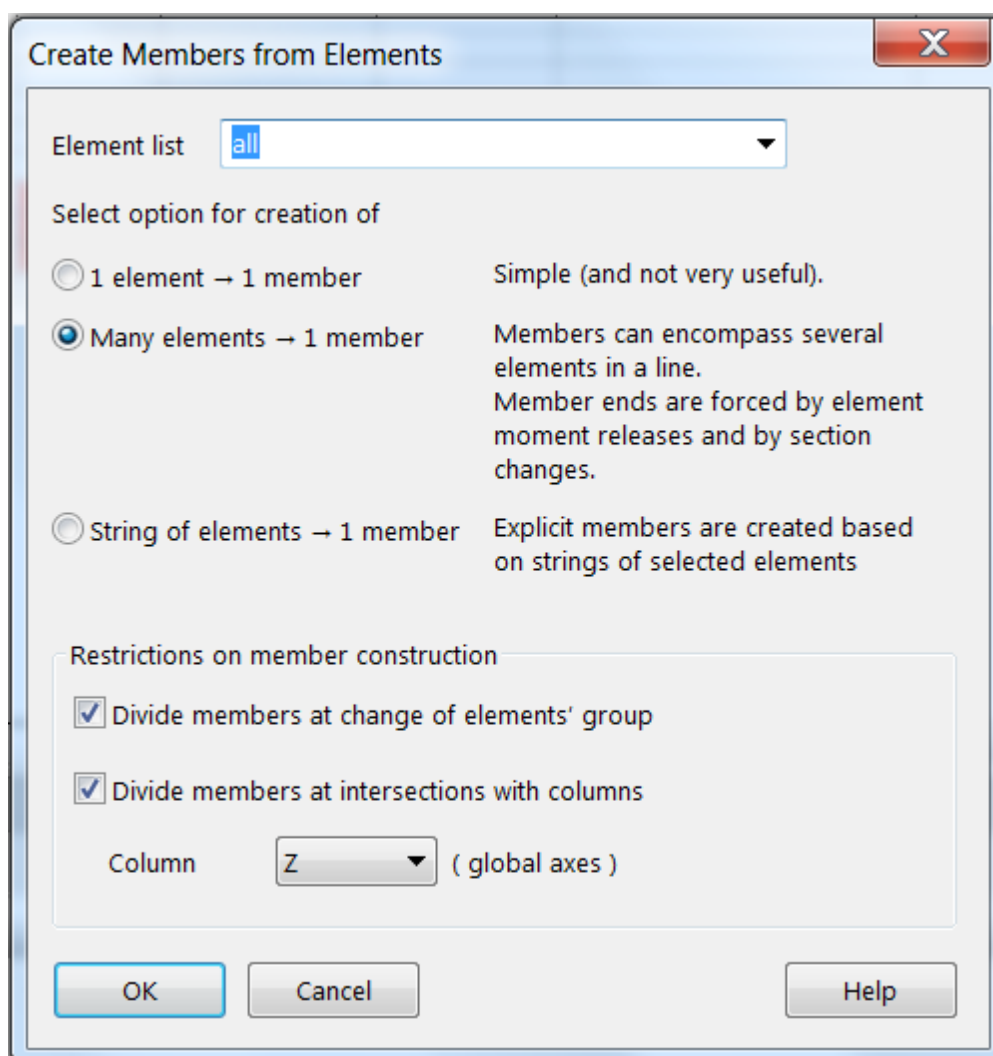 Create Members from Elements
Element list all
Select option for creation of
1 element → 1 member Simple (and not very useful).
Many elements → 1 member Members can encompass several
elements in a line.
Member ends are forced by element
moment releases and by section
changes.
String of elements → 1 member Explicit members are created based
on strings of selected elements
Restrictions on member construction
Divide members at change of elements' group
Divide members at intersections with columns
Column Z ( global axes )
OK Cancel Help